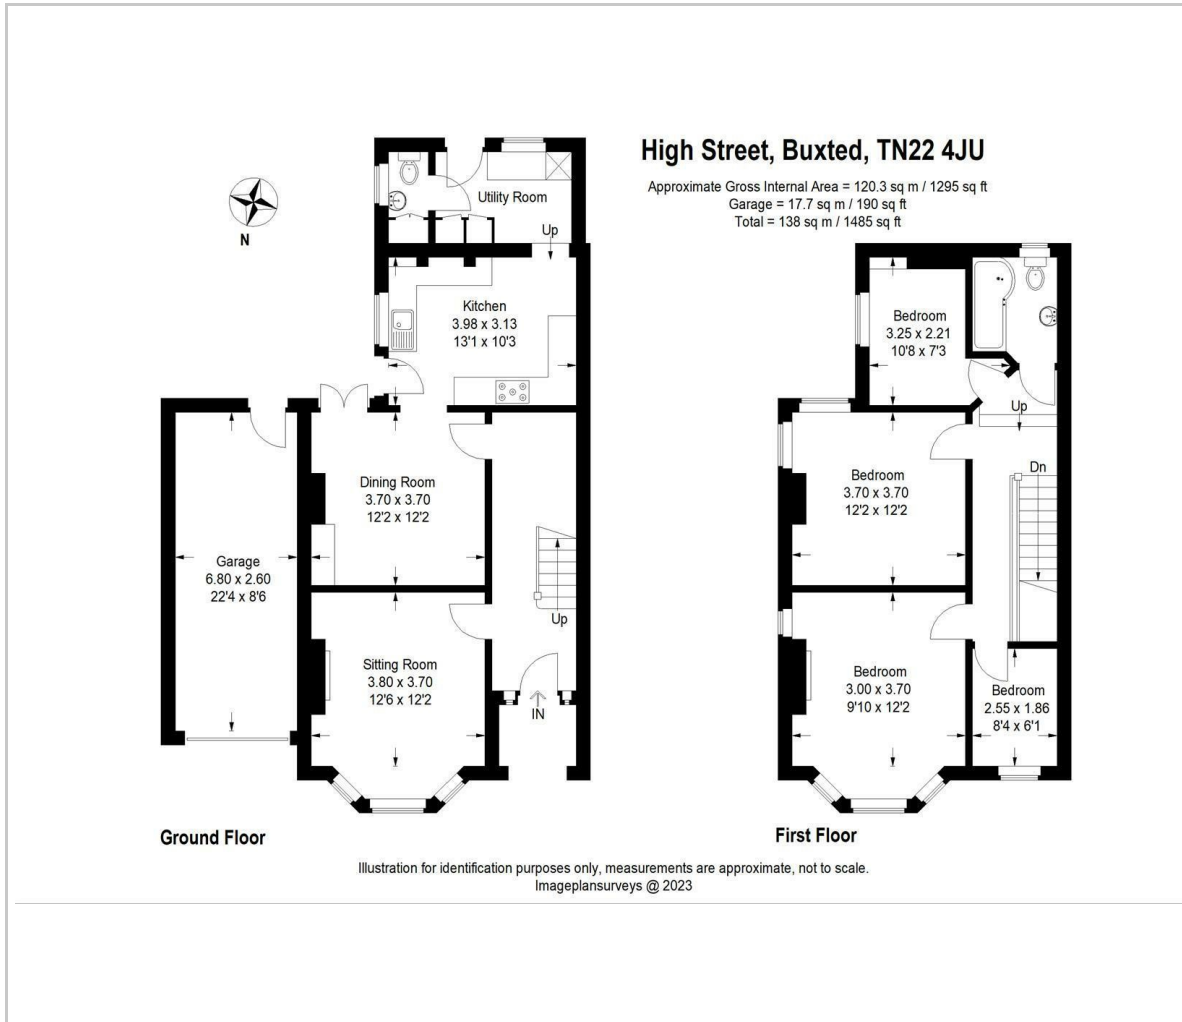 High Street, Buxted, TN22 4JU
Approximate Gross Internal Area = 120.3 sq m / 1295 sq ft
Garage = 17.7 sq m / 190 sq ft
Total = 138 sq m / 1485 sq ft
N
Utility Room
Up
Kitchen
3.98 x 3.13
13'1 x 10'3
Dining Room
3.70 x 3.70
12'2 x 12'2
Garage
6.80 x 2.60
22'4 x 8'6
Up
Sitting Room
3.80 x 3.70
12'6 x 12'2
IN
Ground Floor
Bedroom
3.25 x 2.21
10'8 x 7'3
Up
Dn
Bedroom
3.70 x 3.70
12'2 x 12'2
Bedroom
3.00 x 3.70
9'10 x 12'2
Bedroom
2.55 x 1.86
8'4 x 6'1
First Floor
Illustration for identification purposes only, measurements are approximate, not to scale.
Imageplansurveys @ 2023